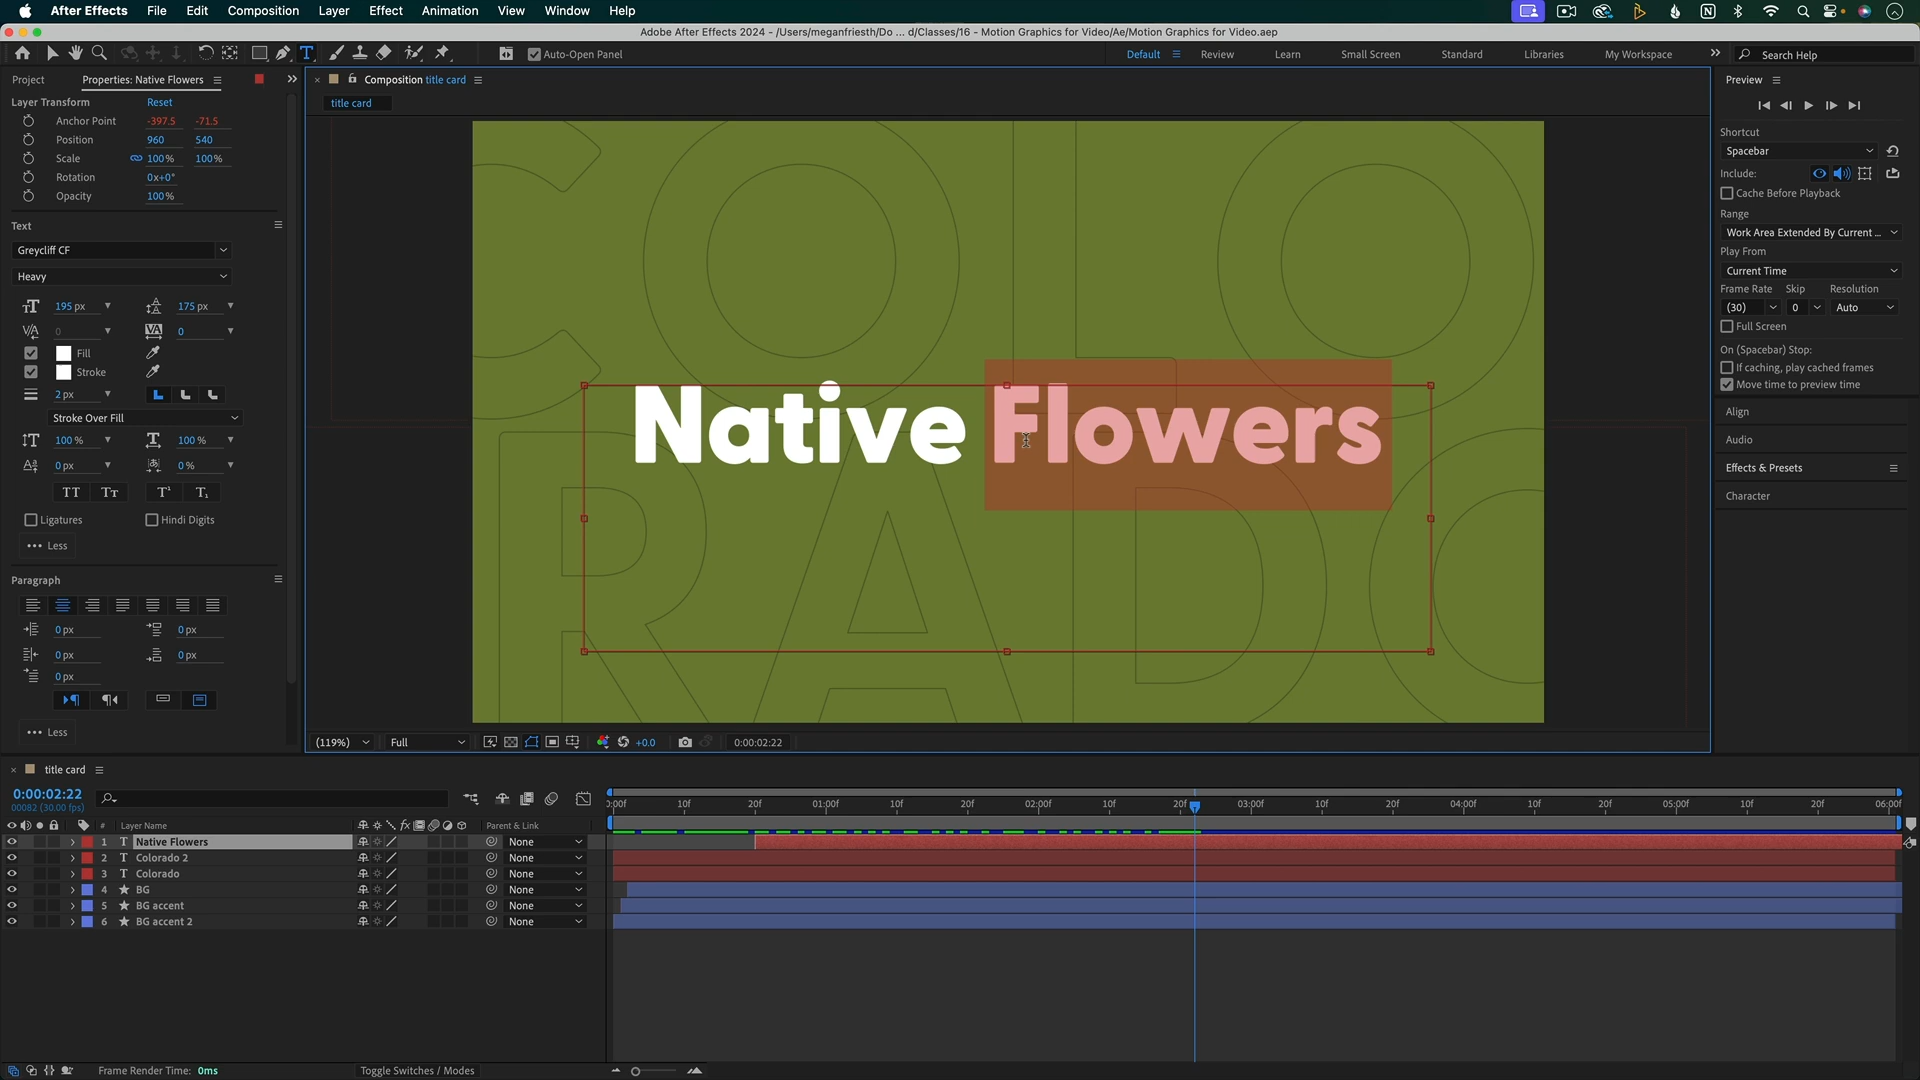 After Effects File Edit Composition Layer Effect Animation View Window Help
Adobe After Effects 2024 - /Users/meganfriesth/Do ... d/Classes/16 - Motion Graphics for Video/Ae/Motion Graphics for Video.aep
Auto-Open Panel Default Review Learn Small Screen Standard Libraries My Workspace Search Help
Project Properties: Native Flowers
Composition title card
title card
Layer Transform Reset
Anchor Point -397.5 -71.5
Position 960 540
Scale 100% 100%
Rotation 0x+0°
Opacity 100%
Text
Greycliff CF
Heavy
195 px 175 px
0 0
Fill
Stroke
2 px
Stroke Over Fill
100 % 100 %
0 px 0 %
TT Tт T¹ T₁
Ligatures Hindi Digits
••• Less
Paragraph
0 px 0 px
0 px 0 px
0 px
••• Less
COLO
RADO
Native Flowers
(119%) Full +0.0 0:00:02:22
Preview
Shortcut
Spacebar
Include:
Cache Before Playback
Range
Work Area Extended By Current ...
Play From
Current Time
Frame Rate Skip Resolution
(30) 0 Auto
Full Screen
On (Spacebar) Stop:
If caching, play cached frames
Move time to preview time
Align
Audio
Effects & Presets
Character
title card
0:00:02:22
00082 (30.00 fps)
0:00f 10f 20f 01:00f 10f 20f 02:00f 10f 20f 03:00f 10f 20f 04:00f 10f 20f 05:00f 10f 20f 06:00f
# Layer Name fx Parent & Link
1 T Native Flowers None
2 T Colorado 2 None
3 T Colorado None
4 BG None
5 BG accent None
6 BG accent 2 None
Frame Render Time: 0ms Toggle Switches / Modes